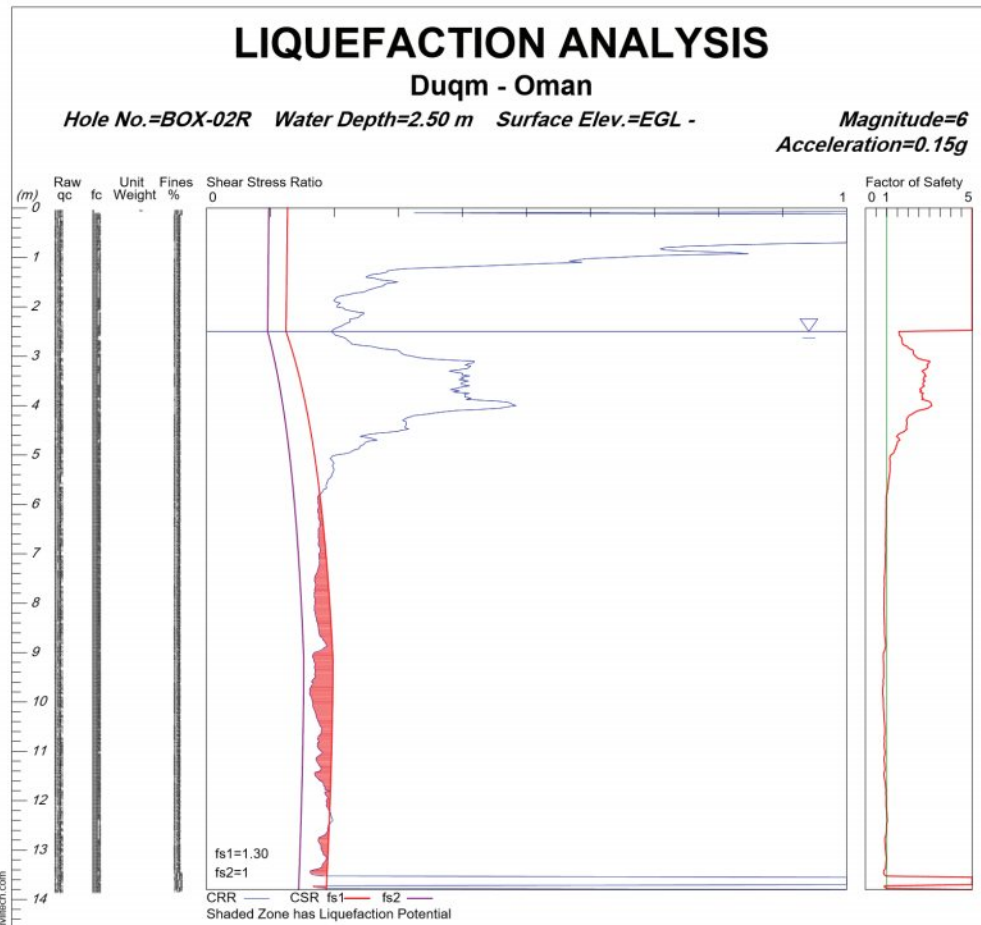 LIQUEFACTION ANALYSIS
Duqm - Oman
Hole No.=BOX-02R Water Depth=2.50 m Surface Elev.=EGL -
Magnitude=6
Acceleration=0.15g
Raw Unit Fines Shear Stress Ratio Factor of Safety
(m) qc fc Weight % 0 1 0 1 5
0
1
2
3
4
5
6
7
8
9
10
11
12
13
fs1=1.30
fs2=1
14
CRR CSR fs1 fs2
Shaded Zone has Liquefaction Potential